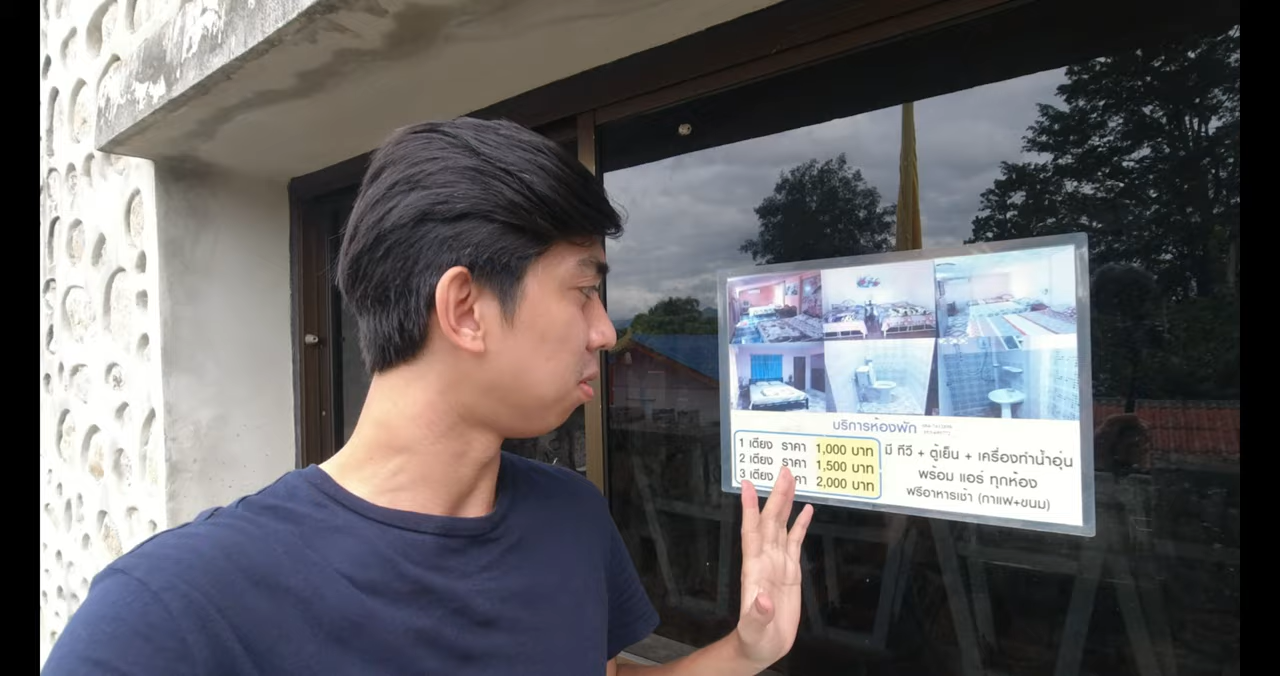 บริการห้องพัก
1 เตียง ราคา 1,000 บาท
2 เตียง ราคา 1,500 บาท
3 เตียง ราคา 2,000 บาท
มี ทีวี + ตู้เย็น + เครื่องทำน้ำอุ่น
พร้อม แอร์ ทุกห้อง
ฟรีอาหารเช้า (กาแฟ+ขนม)